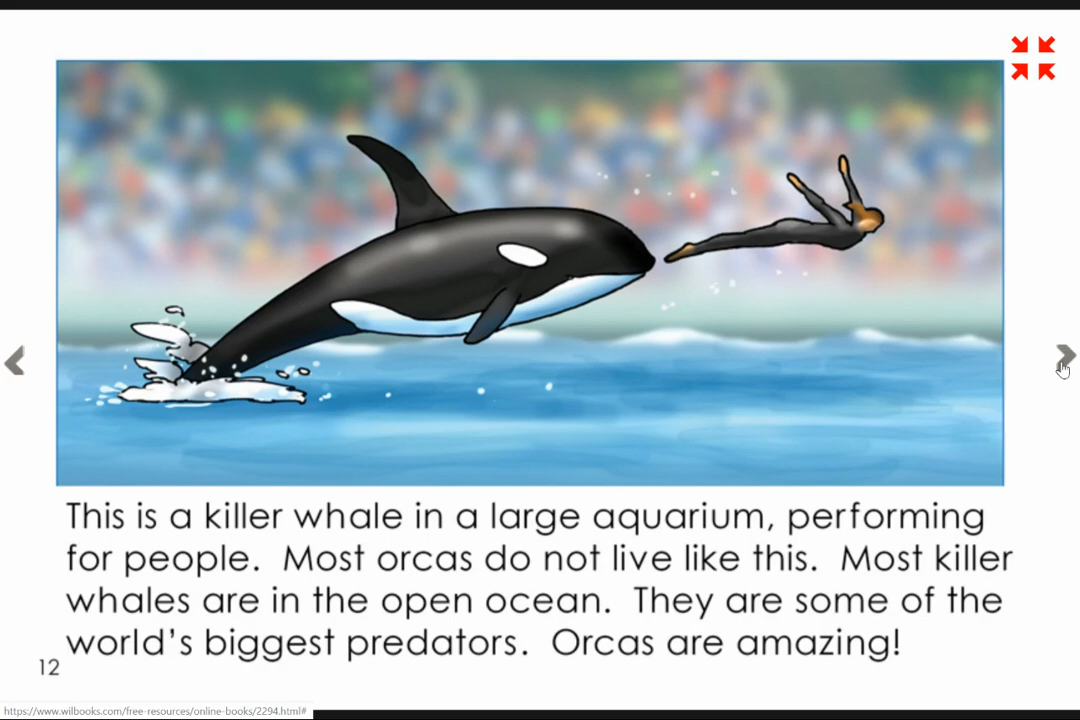 This is a killer whale in a large aquarium, performing
for people.  Most orcas do not live like this.  Most killer
whales are in the open ocean.  They are some of the
world’s biggest predators.  Orcas are amazing!
12
https://www.wilbooks.com/free-resources/online-books/2294.html#